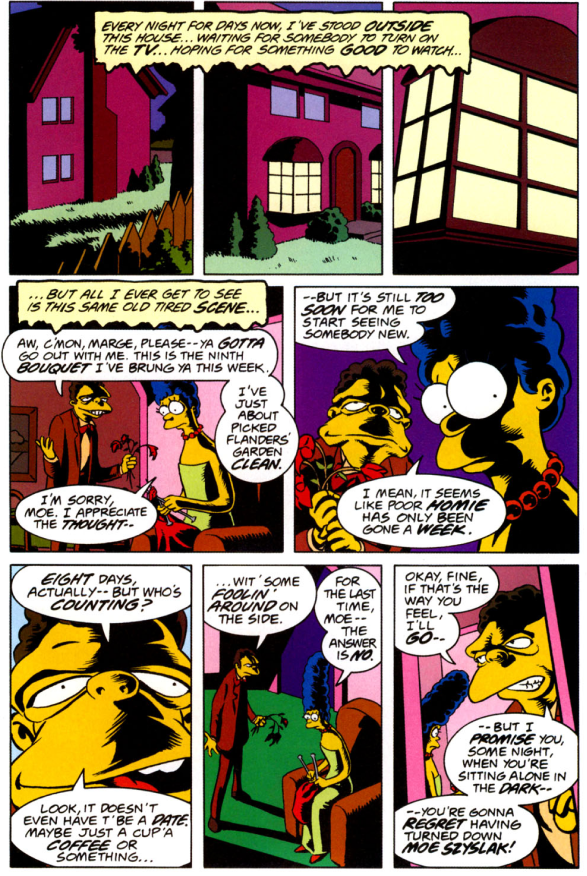 EVERY NIGHT FOR DAYS NOW, I'VE STOOD OUTSIDE
THIS HOUSE... WAITING FOR SOMEBODY TO TURN ON
THE TV... HOPING FOR SOMETHING GOOD TO WATCH...
...BUT ALL I EVER GET TO SEE
IS THIS SAME OLD TIRED SCENE...
AW, C'MON, MARGE, PLEASE--YA GOTTA
GO OUT WITH ME. THIS IS THE NINTH
BOUQUET I'VE BRUNG YA THIS WEEK.
I'VE
JUST
ABOUT
PICKED
FLANDERS'
GARDEN
CLEAN.
I'M SORRY,
MOE. I APPRECIATE
THE THOUGHT--
--BUT IT'S STILL TOO
SOON FOR ME TO
START SEEING
SOMEBODY NEW.
I MEAN, IT SEEMS
LIKE POOR HOMIE
HAS ONLY BEEN
GONE A WEEK.
EIGHT DAYS,
ACTUALLY-- BUT WHO'S
COUNTING?
LOOK, IT DOESN'T
EVEN HAVE T'BE A DATE.
MAYBE JUST A CUP'A
COFFEE OR
SOMETHING...
...WIT' SOME
FOOLIN'
AROUND ON
THE SIDE.
FOR
THE LAST
TIME,
MOE--
THE
ANSWER
IS NO.
OKAY, FINE,
IF THAT'S THE
WAY YOU
FEEL,
I'LL
GO--
--BUT I
PROMISE YOU,
SOME NIGHT,
WHEN YOU'RE
SITTING ALONE IN
THE DARK--
--YOU'RE GONNA
REGRET HAVING
TURNED DOWN
MOE SZYSLAK!